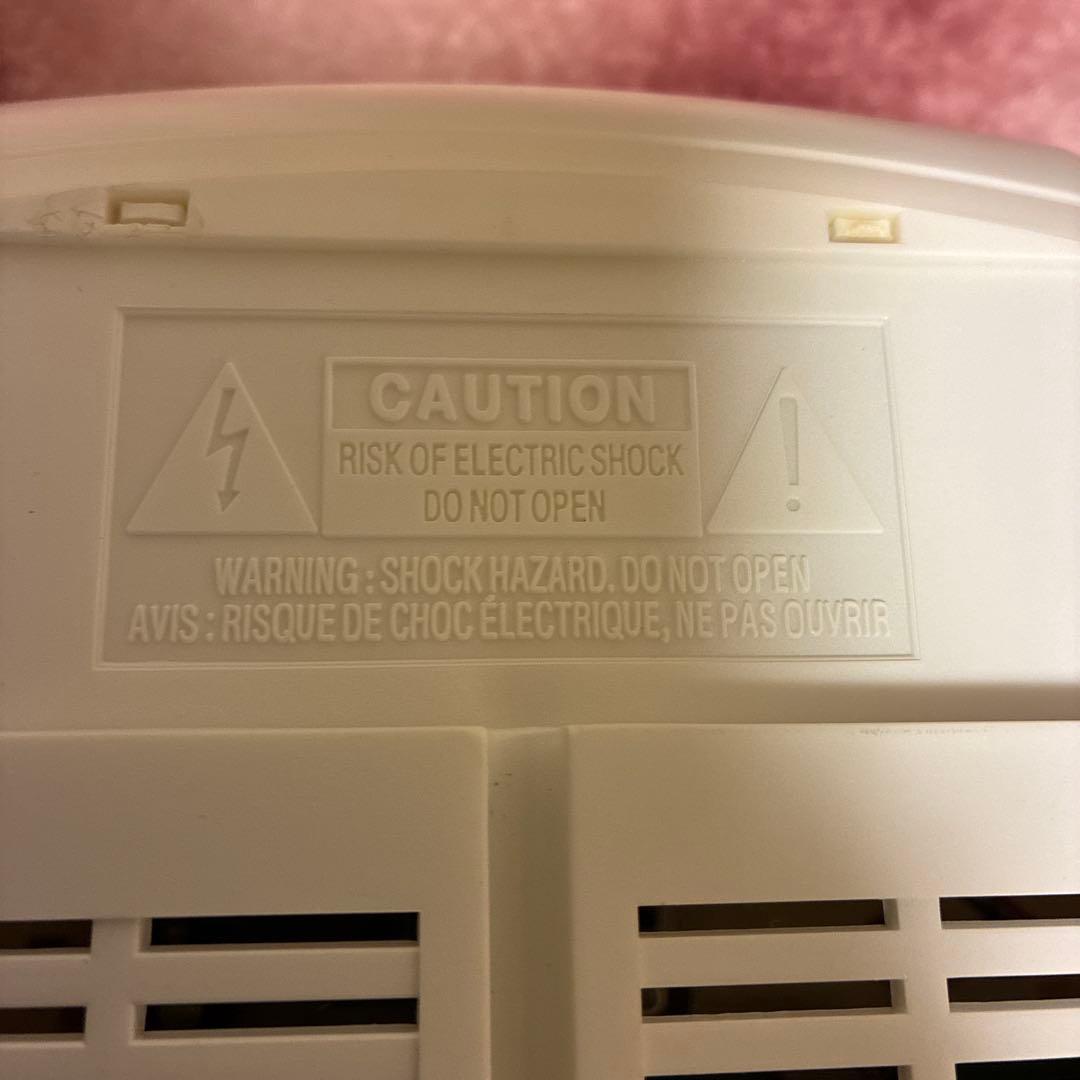 CAUTION
RISK OF ELECTRIC SHOCK
DO NOT OPEN
WARNING : SHOCK HAZARD. DO NOT OPEN
AVIS : RISQUE DE CHOC ÉLECTRIQUE, NE PAS OUVRIR